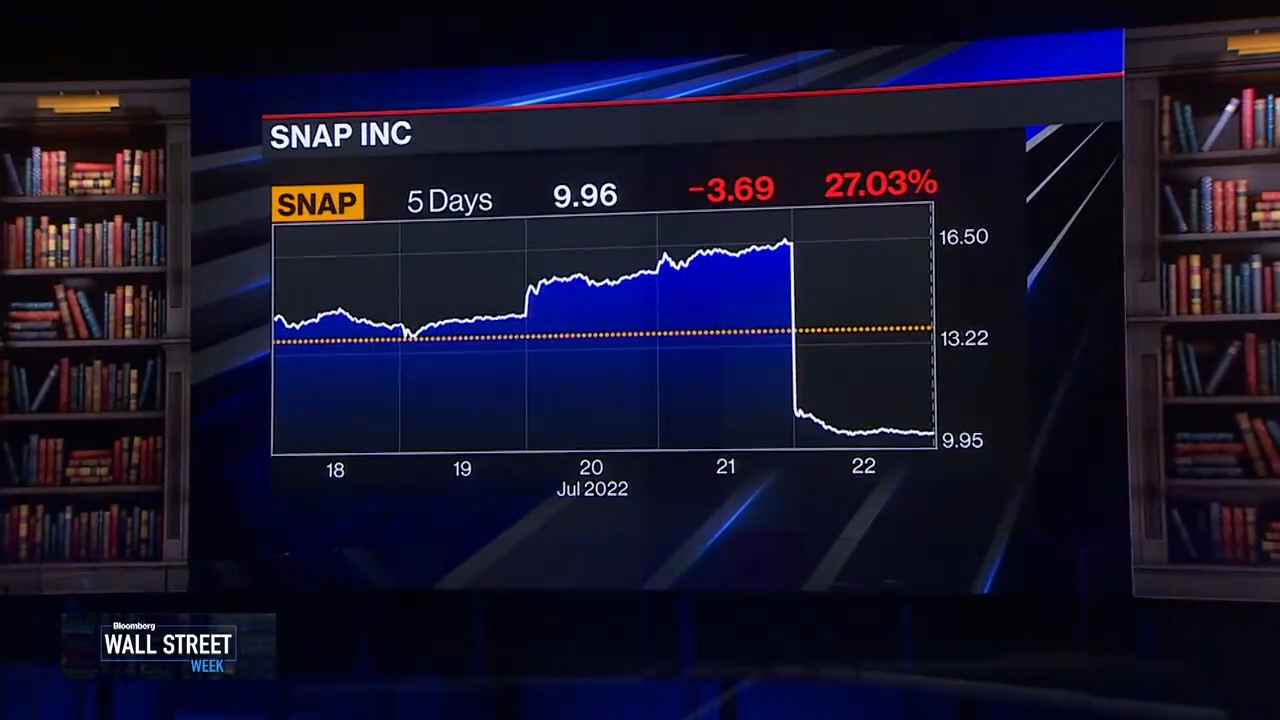 SNAP INC
SNAP 5 Days 9.96 -3.69 27.03%
16.50
13.22
9.95
18 19 20 21 22
Jul 2022
Bloomberg
WALL STREET
WEEK